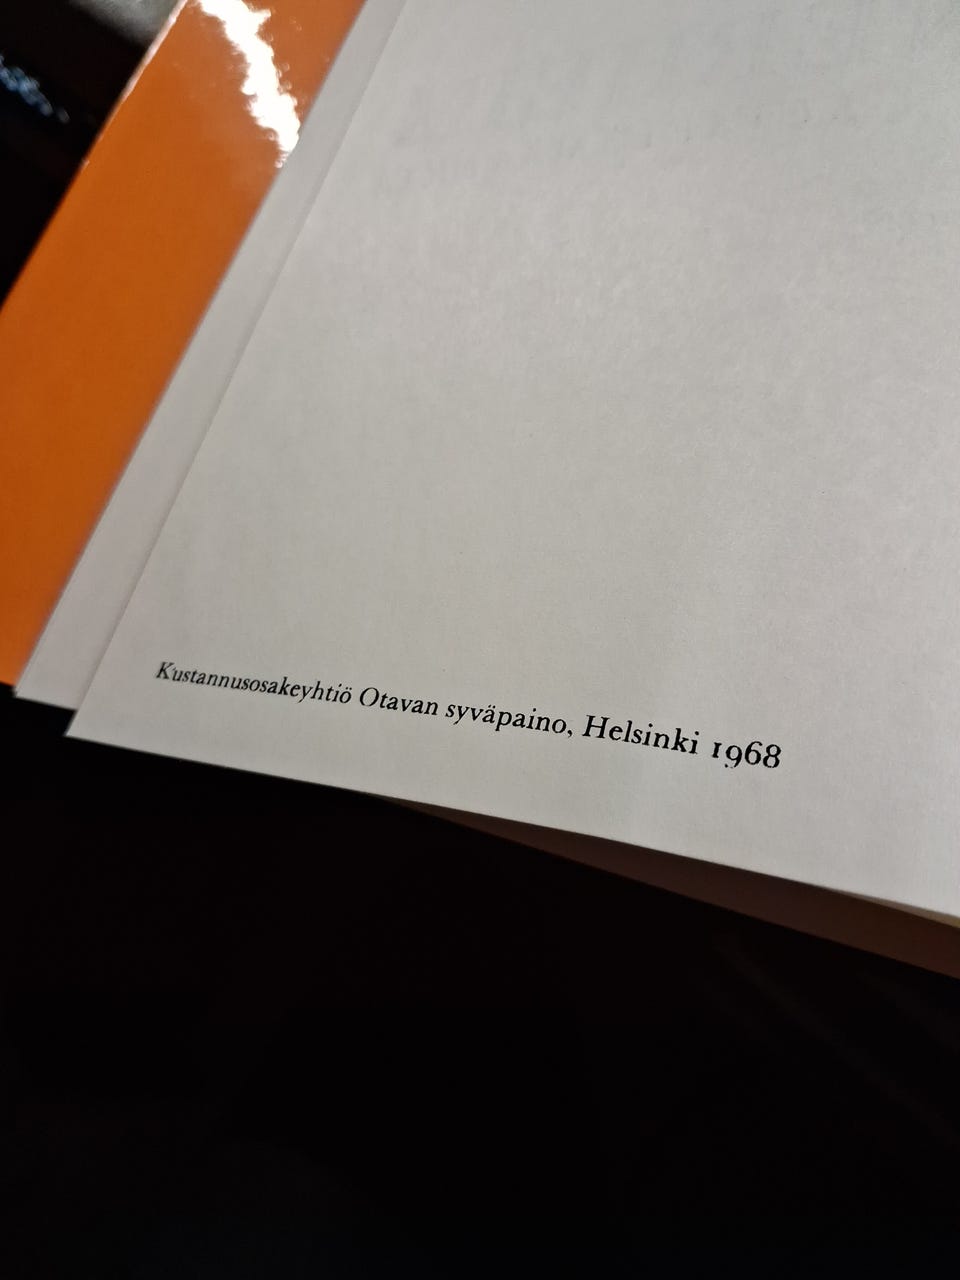 Kustannusosakeyhtiö Otavan syväpaino, Helsinki 1968